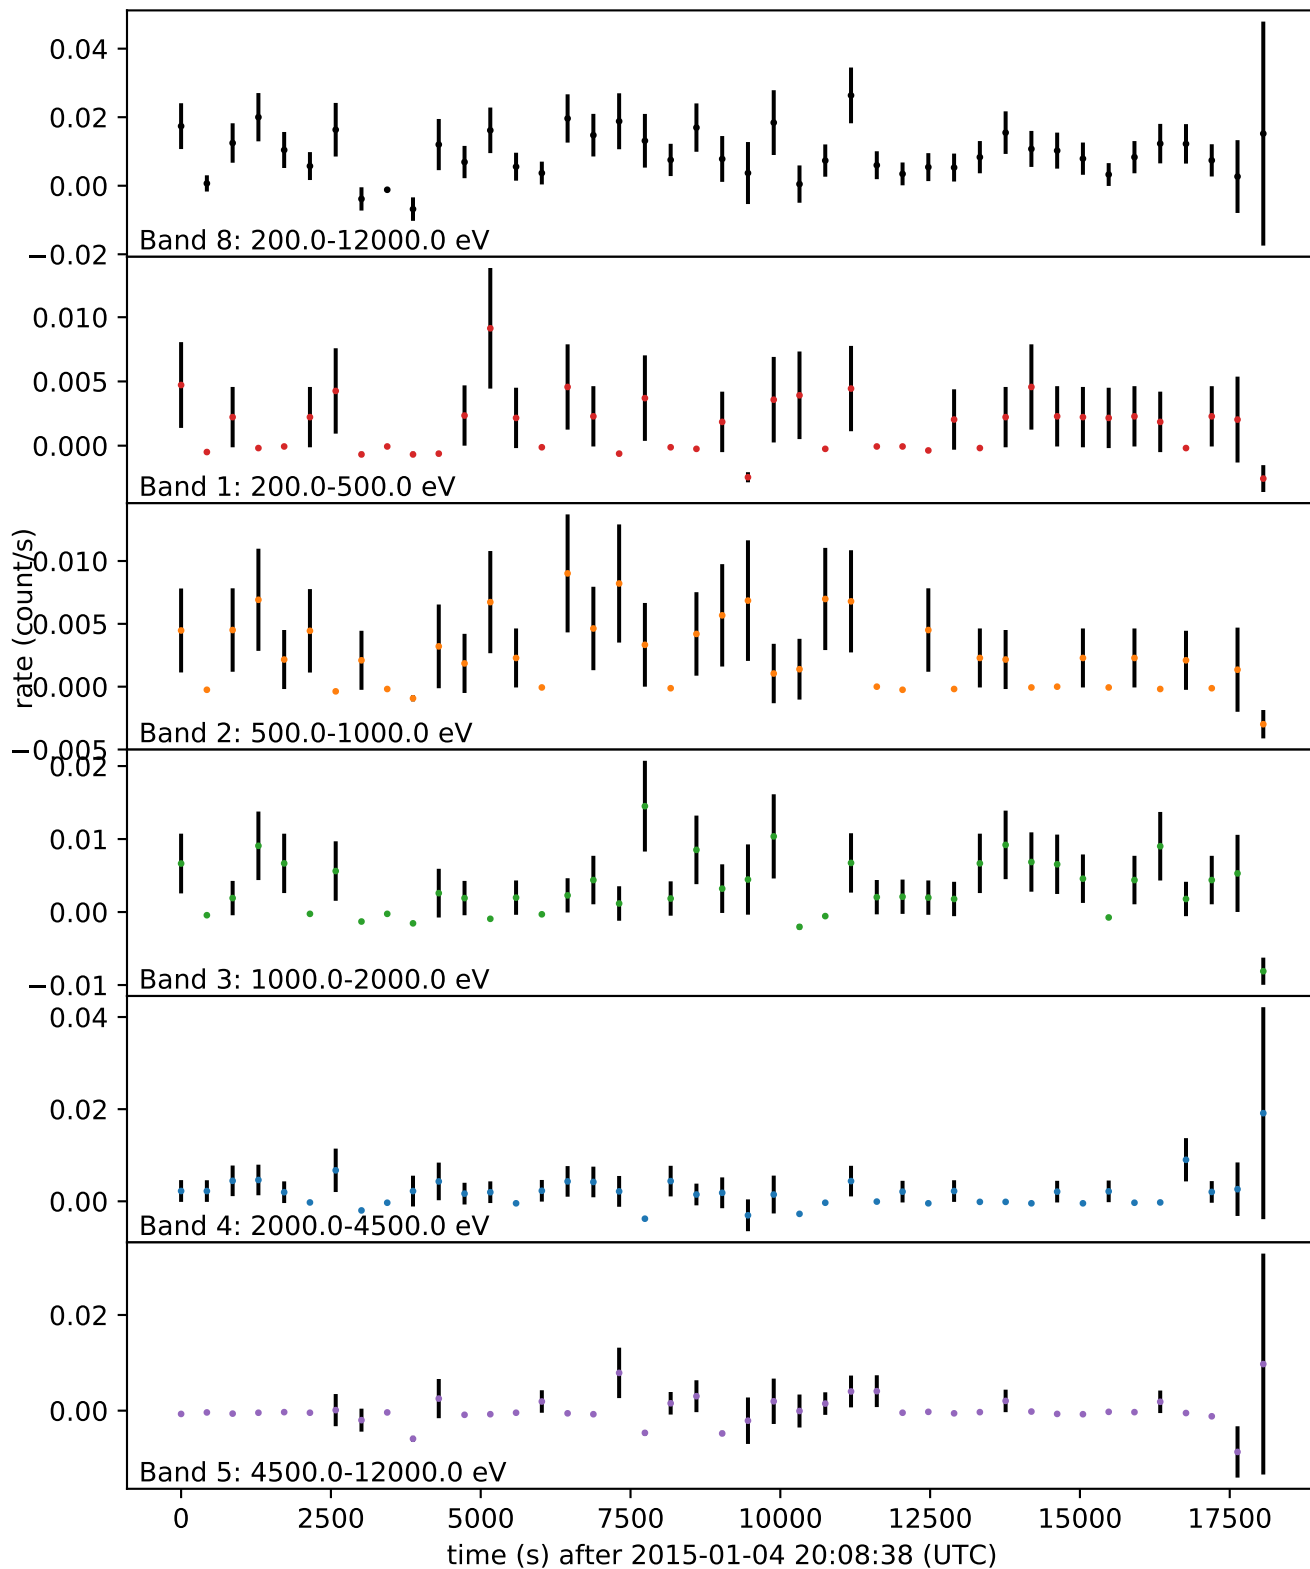 0.04
0.02
0.00
−0.02
Band 8: 200.0-12000.0 eV
0.010
0.005
0.000
Band 1: 200.0-500.0 eV
rate (count/s)
0.010
0.005
0.000
−0.005
Band 2: 500.0-1000.0 eV
0.02
0.01
0.00
−0.01
Band 3: 1000.0-2000.0 eV
0.04
0.02
0.00
Band 4: 2000.0-4500.0 eV
0.02
0.00
Band 5: 4500.0-12000.0 eV
0 2500 5000 7500 10000 12500 15000 17500
time (s) after 2015-01-04 20:08:38 (UTC)